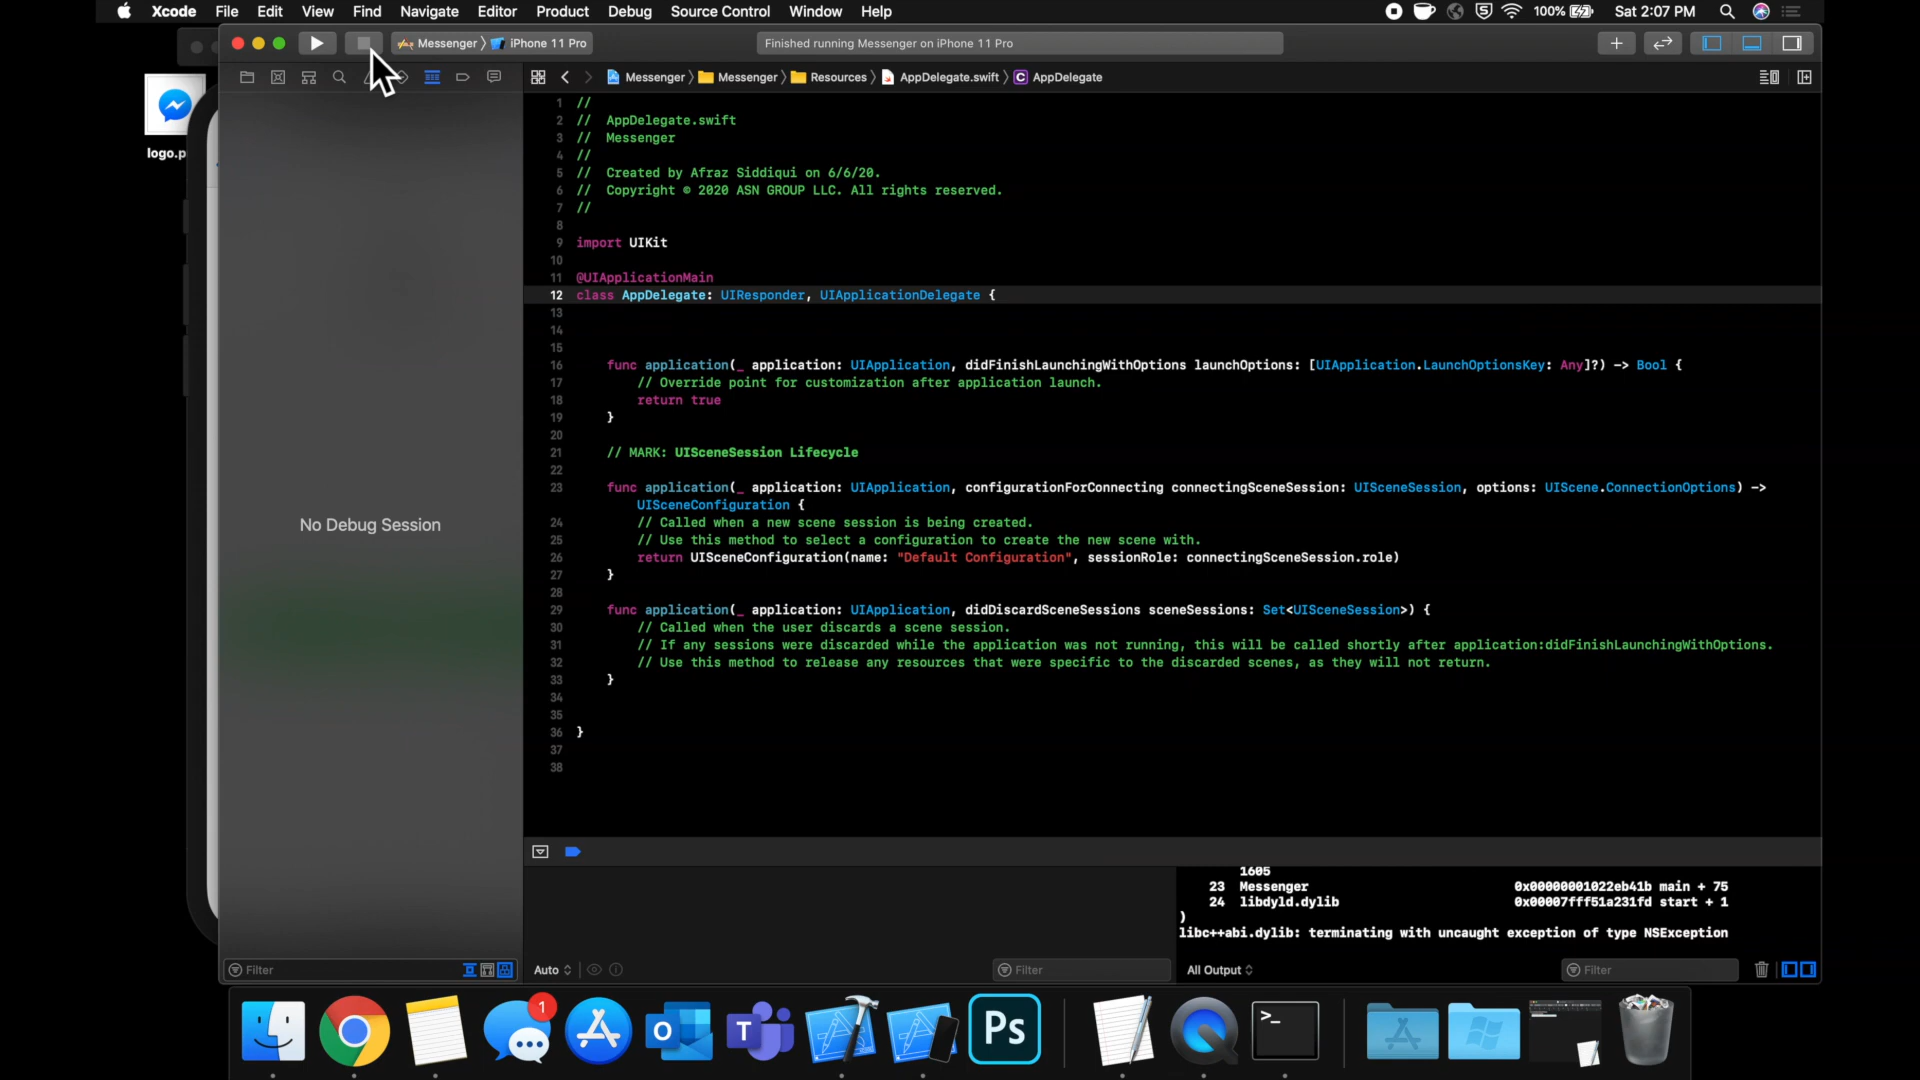 Xcode File Edit View Find Navigate Editor Product Debug Source Control Window Help 100% Sat 2:07 PM
Messenger 〉 iPhone 11 Pro Finished running Messenger on iPhone 11 Pro
Messenger 〉 Messenger 〉 Resources 〉 AppDelegate.swift 〉 C AppDelegate
logo.p
1 //
2 // AppDelegate.swift
3 // Messenger
4 //
5 // Created by Afraz Siddiqui on 6/6/20.
6 // Copyright © 2020 ASN GROUP LLC. All rights reserved.
7 //
8
9 import UIKit
10
11 @UIApplicationMain
12 class AppDelegate: UIResponder, UIApplicationDelegate {
13
14
15
16 func application(_ application: UIApplication, didFinishLaunchingWithOptions launchOptions: [UIApplication.LaunchOptionsKey: Any]?) -> Bool {
17 // Override point for customization after application launch.
18 return true
19 }
20
21 // MARK: UISceneSession Lifecycle
22
23 func application(_ application: UIApplication, configurationForConnecting connectingSceneSession: UISceneSession, options: UIScene.ConnectionOptions) ->
UISceneConfiguration {
24 // Called when a new scene session is being created.
25 // Use this method to select a configuration to create the new scene with.
26 return UISceneConfiguration(name: "Default Configuration", sessionRole: connectingSceneSession.role)
27 }
28
29 func application(_ application: UIApplication, didDiscardSceneSessions sceneSessions: Set<UISceneSession>) {
30 // Called when the user discards a scene session.
31 // If any sessions were discarded while the application was not running, this will be called shortly after application:didFinishLaunchingWithOptions.
32 // Use this method to release any resources that were specific to the discarded scenes, as they will not return.
33 }
34
35
36 }
37
38
No Debug Session
1605
23 Messenger 0x00000001022eb41b main + 75
24 libdyld.dylib 0x00007fff51a231fd start + 1
)
libc++abi.dylib: terminating with uncaught exception of type NSException
Filter Auto Filter All Output Filter
1
Ps